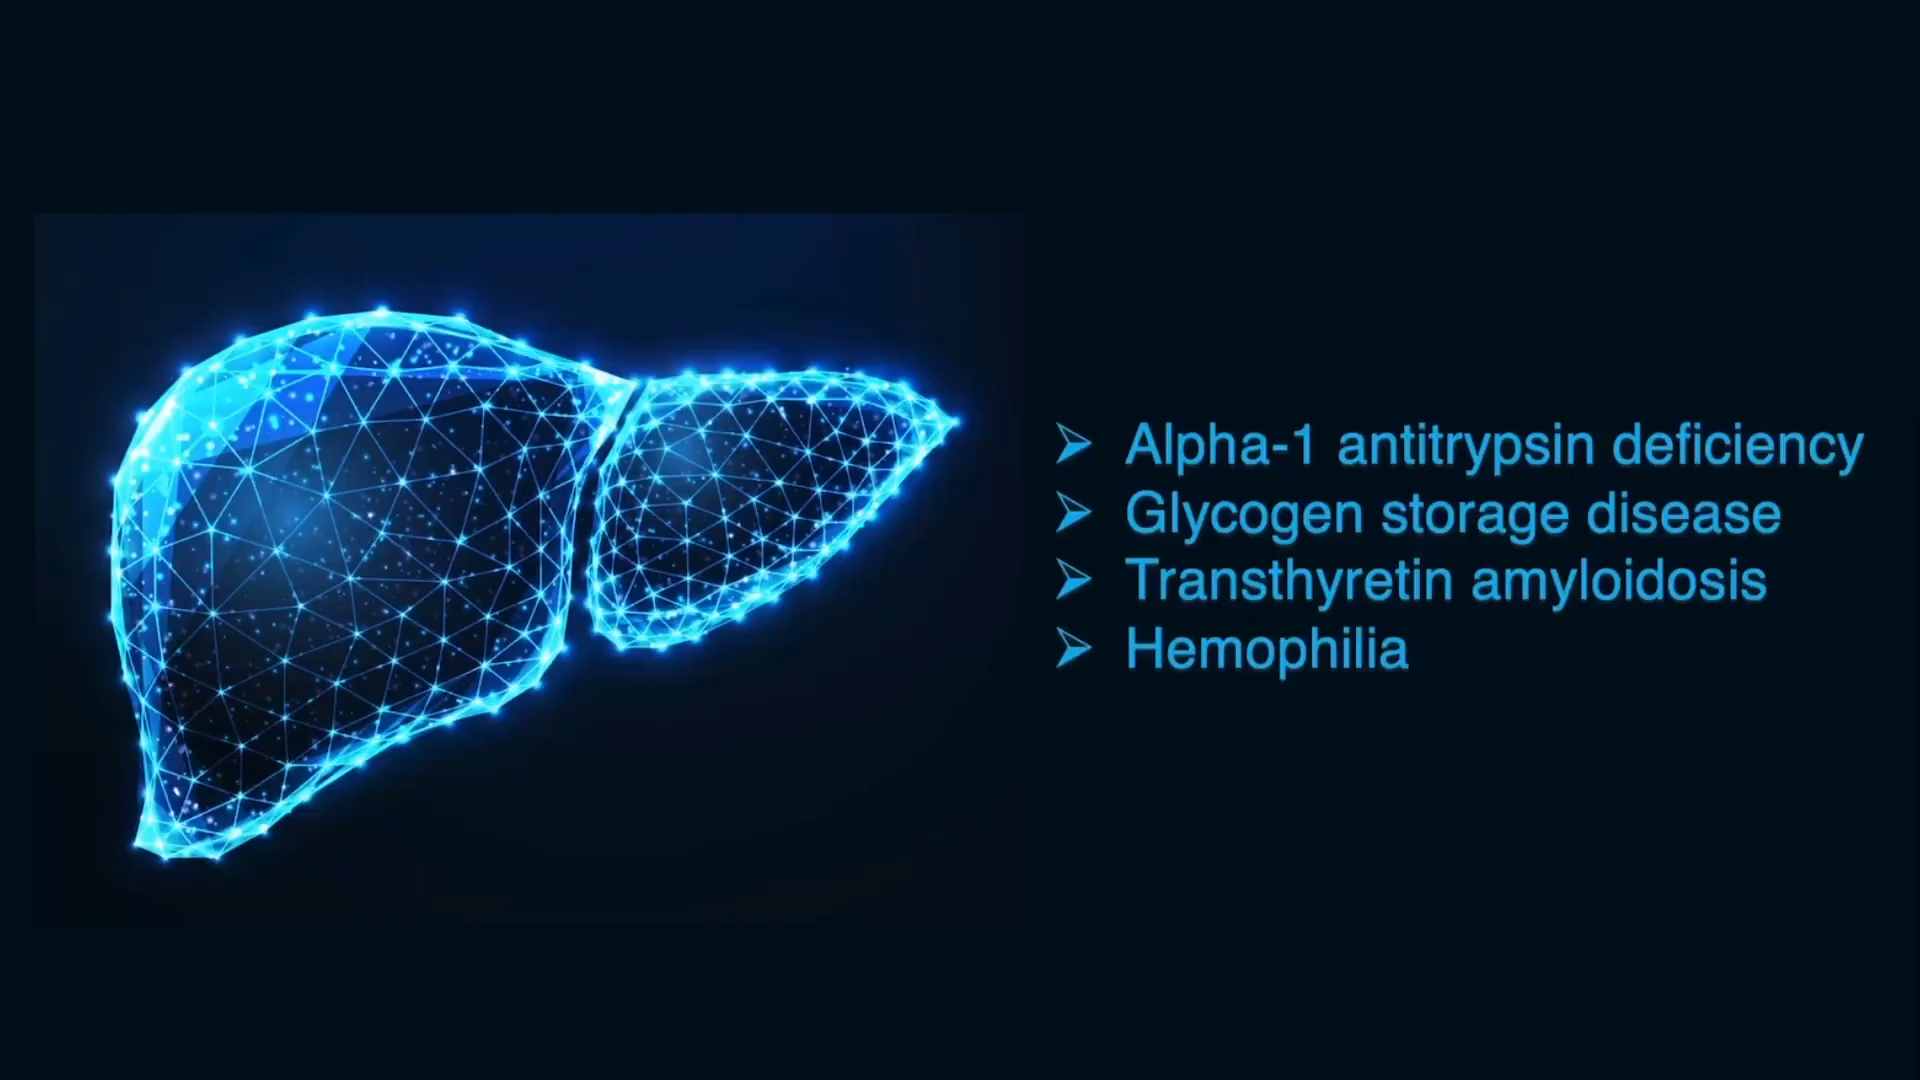 ➢ Alpha-1 antitrypsin deficiency
➢ Glycogen storage disease
➢ Transthyretin amyloidosis
➢ Hemophilia